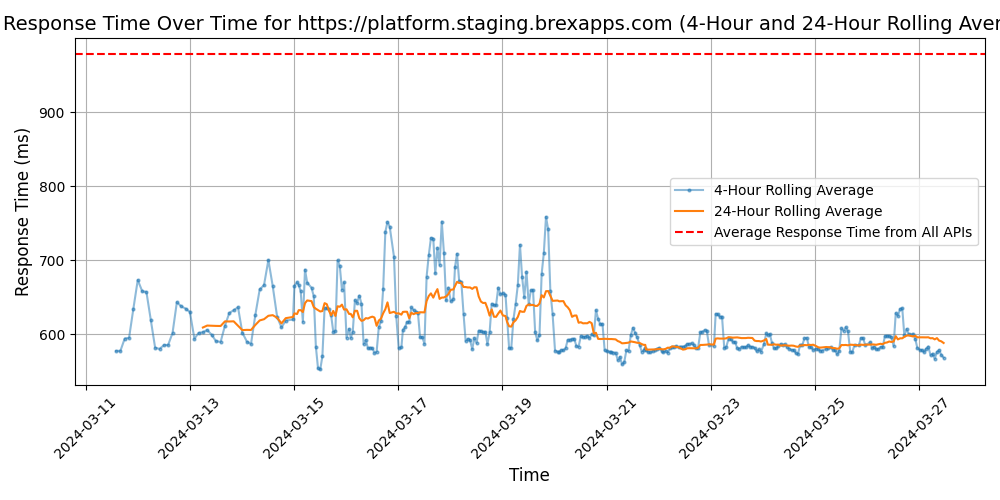 Response Time Over Time for https://platform.staging.brexapps.com (4-Hour and 24-Hour Rolling Aver
Response Time (ms)
900
800
700
600
4-Hour Rolling Average
24-Hour Rolling Average
Average Response Time from All APIs
2024-03-11
2024-03-13
2024-03-15
2024-03-17
2024-03-19
2024-03-21
2024-03-23
2024-03-25
2024-03-27
Time